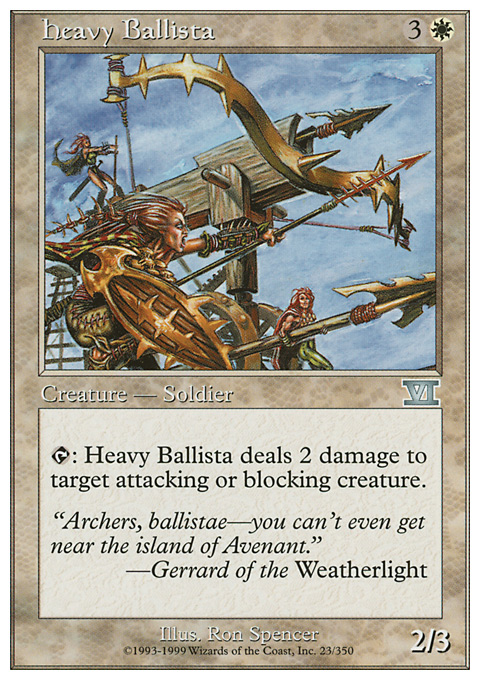 Heavy Ballista 3
Creature — Soldier VI
: Heavy Ballista deals 2 damage to
target attacking or blocking creature.
“Archers, ballistae—you can’t even get
near the island of Avenant.”
—Gerrard of the Weatherlight
Illus. Ron Spencer
©1993-1999 Wizards of the Coast, Inc. 23/350
2/3